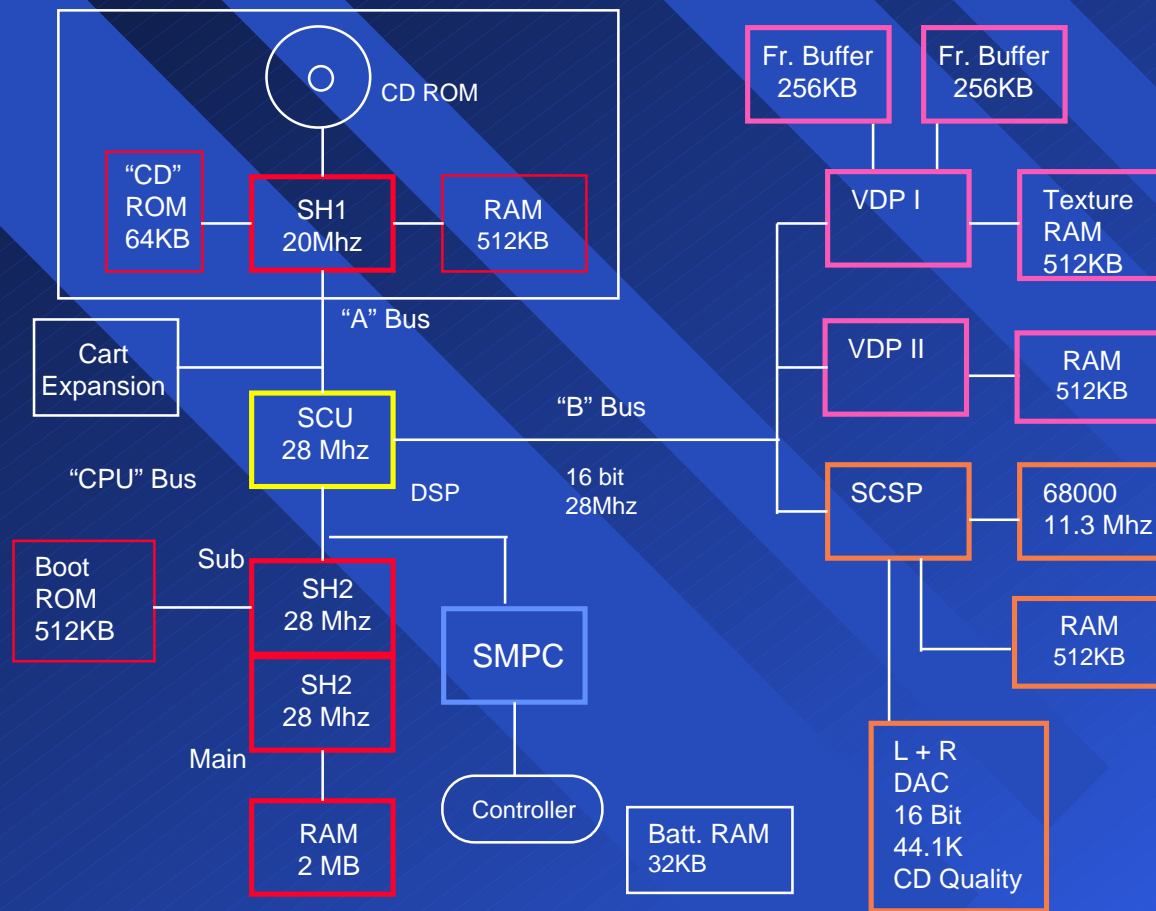 CD ROM
“CD”
ROM
64KB
SH1
20Mhz
RAM
512KB
“A” Bus
Cart
Expansion
SCU
28 Mhz
“B” Bus
16 bit
28Mhz
“CPU” Bus
DSP
Sub
Boot
ROM
512KB
SH2
28 Mhz
SH2
28 Mhz
Main
RAM
2 MB
SMPC
Controller
Batt. RAM
32KB
Fr. Buffer
256KB
Fr. Buffer
256KB
VDP I
Texture
RAM
512KB
VDP II
RAM
512KB
SCSP
68000
11.3 Mhz
RAM
512KB
L + R
DAC
16 Bit
44.1K
CD Quality